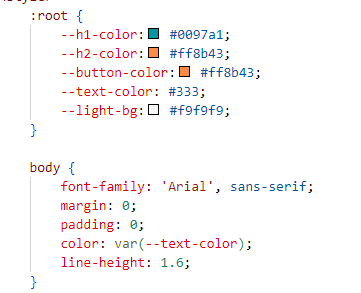 :root {
--h1-color: #0097a1;
--h2-color: #ff8b43;
--button-color: #ff8b43;
--text-color: #333;
--light-bg: #f9f9f9;
}
body {
font-family: 'Arial', sans-serif;
margin: 0;
padding: 0;
color: var(--text-color);
line-height: 1.6;
}